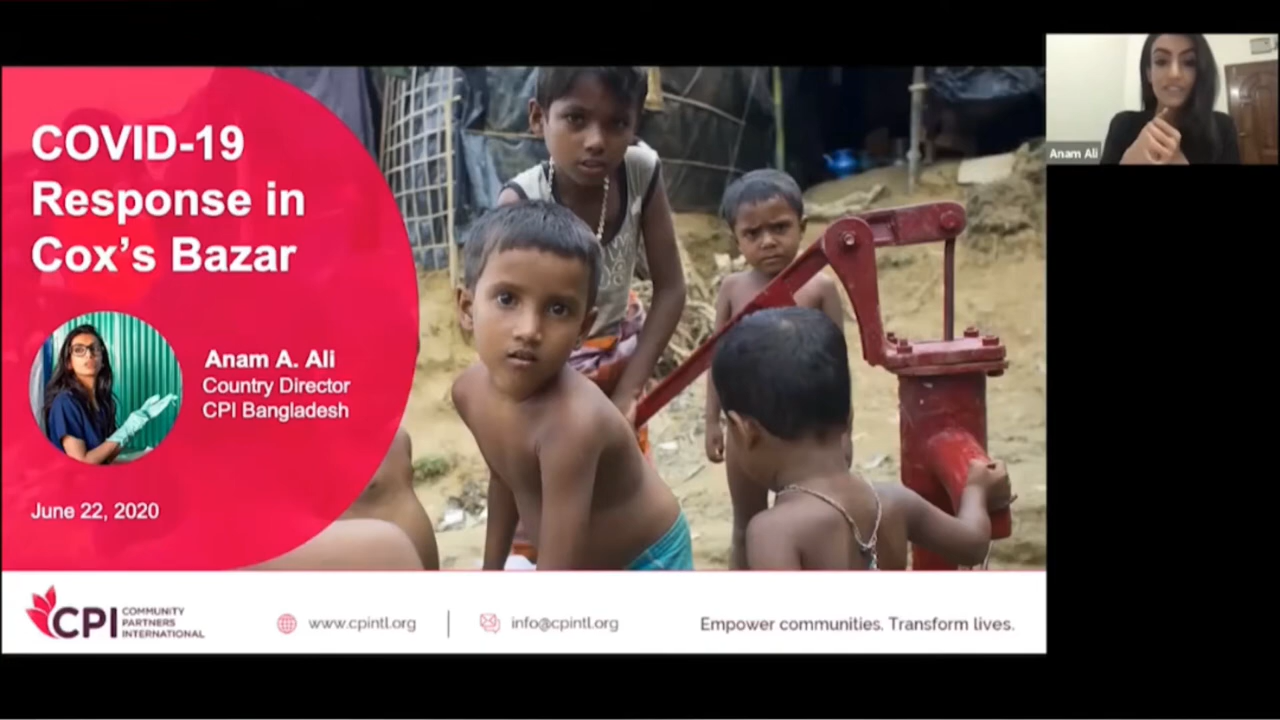 COVID-19
Response in
Cox's Bazar
Anam A. Ali
Country Director
CPI Bangladesh
June 22, 2020
CPI
COMMUNITY
PARTNERS
INTERNATIONAL
www.cpintl.org
info@cpintl.org
Empower communities. Transform lives.
Anam Ali